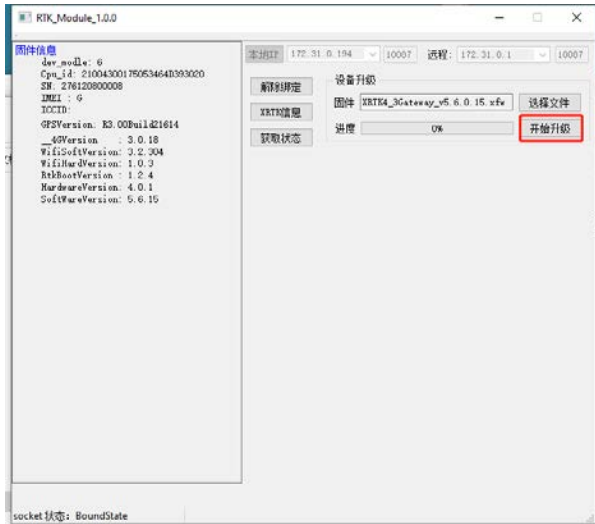 RTK_Module_1.0.0
固件信息
dev_modle: 6
Cpu_id: 21004300175053464D393020
SN: 276120800008
IMEI : G
ICCID:
GPSVersion: R3.00Build21614
__4GVersion : 3.0.18
WifiSoftVersion: 3.2.304
WifiHardVersion: 1.0.3
RtkBootVersion : 1.2.4
HardwareVersion: 4.0.1
SoftWareVersion: 5.6.15
本地IP 172.31.0.194 10007 远程: 172.31.0.1 10007
解除绑定
XRTK信息
获取状态
设备升级
固件 XRTK4_3Gateway_v5.6.0.15.xfw 选择文件
进度 0% 开始升级
socket 状态: BoundState